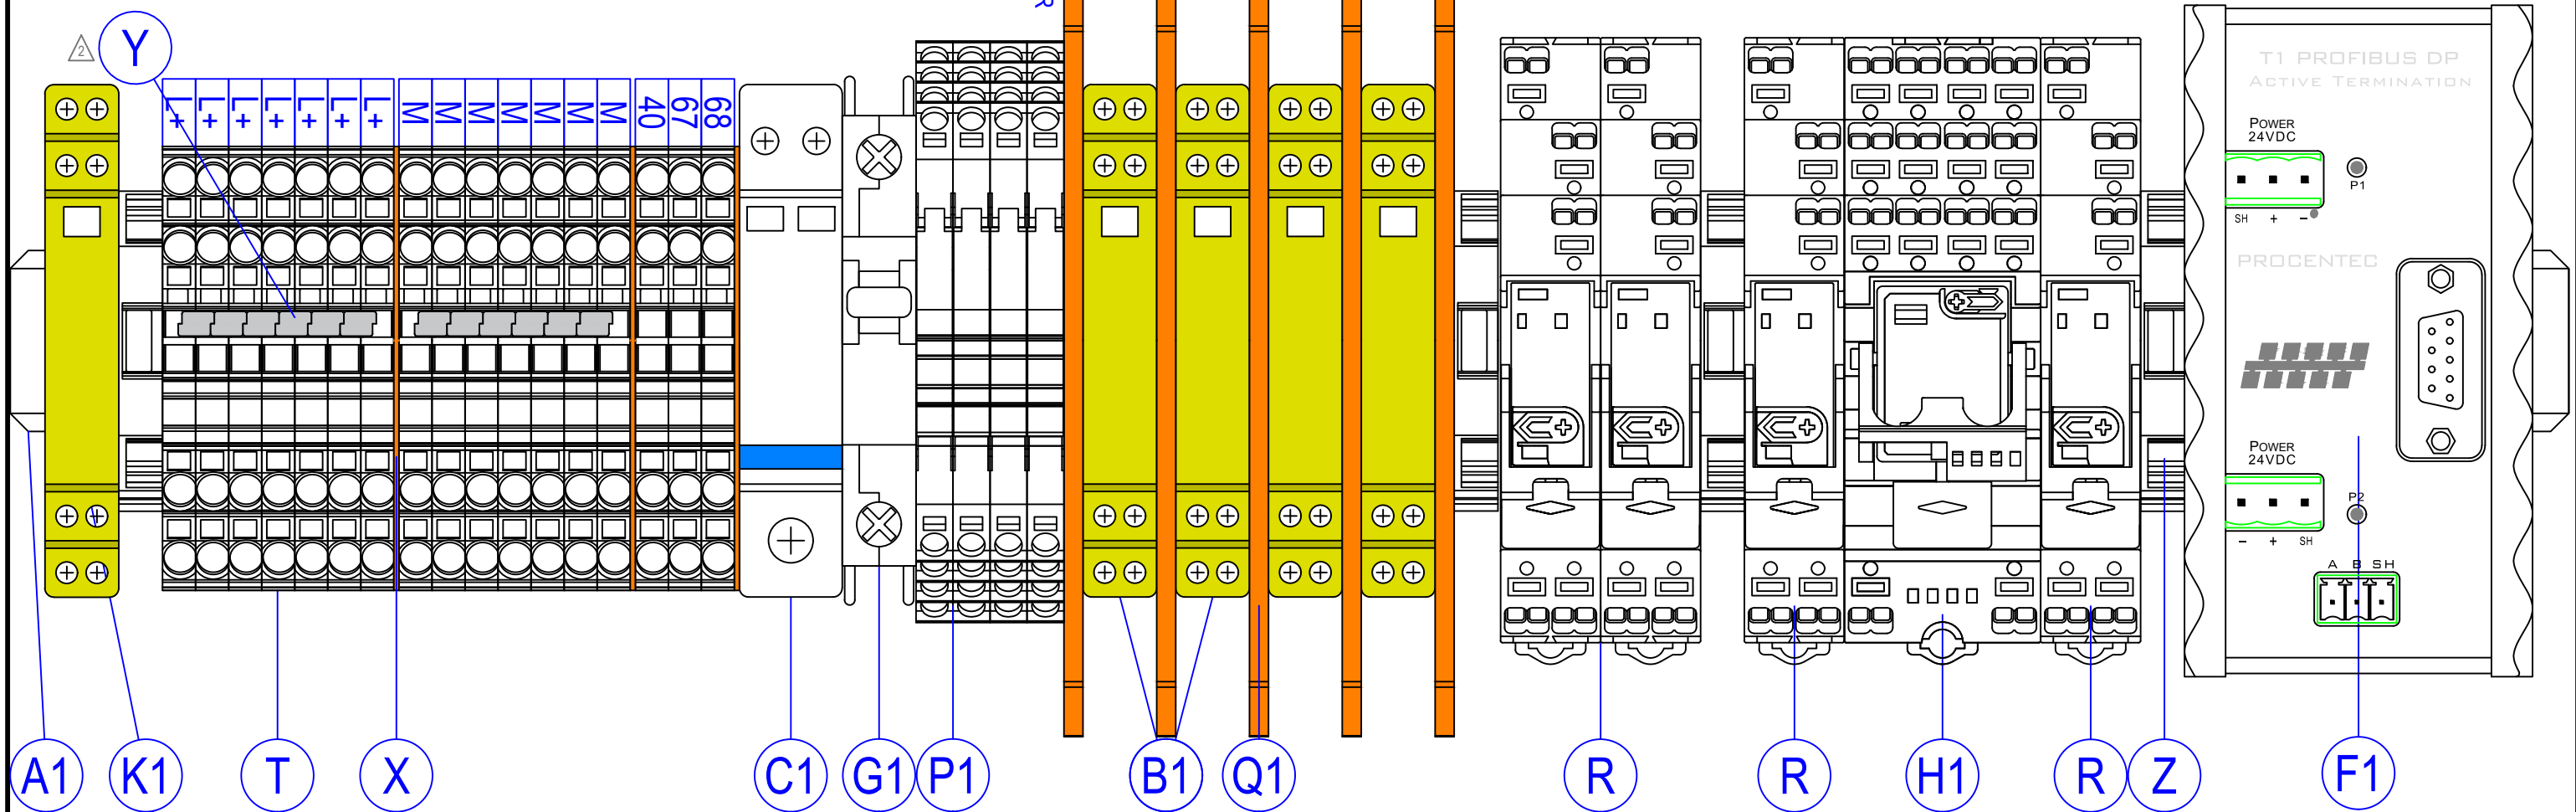 R
2
Y
L+ L+ L+ L+ L+ L+ L+ M M M M M M M 40 67 68
T1 PROFIBUS DP
ACTIVE TERMINATION
POWER
24VDC
P1
SH + −
PROCENTEC
POWER
24VDC
P2
− + SH
A B SH
A1 K1 T X C1 G1 P1 B1 Q1 R R H1 R Z F1